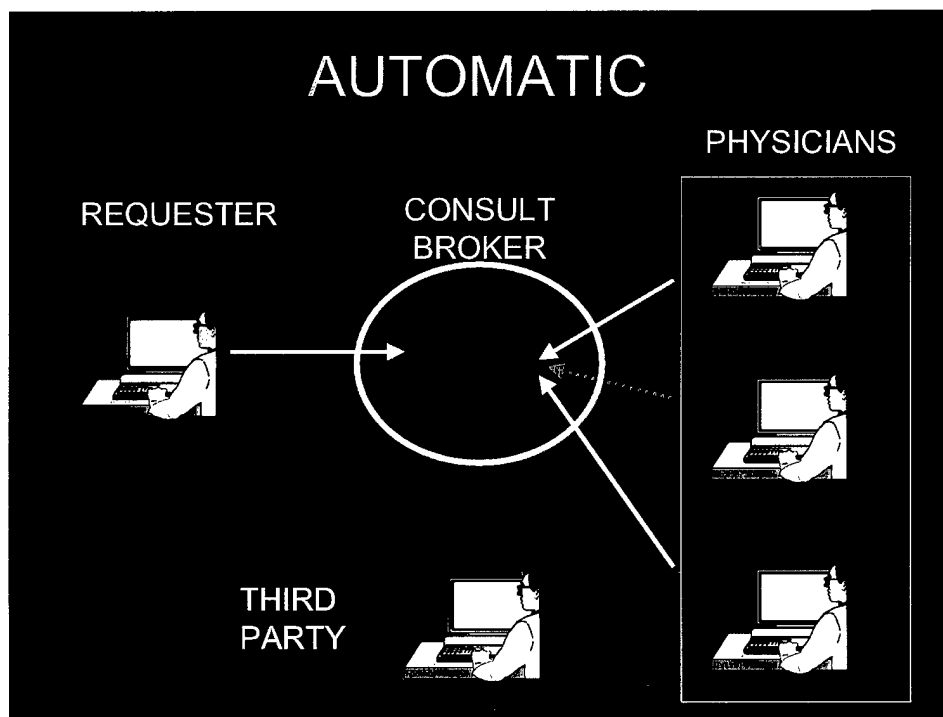 AUTOMATIC
PHYSICIANS
REQUESTER
CONSULT
BROKER
THIRD
PARTY